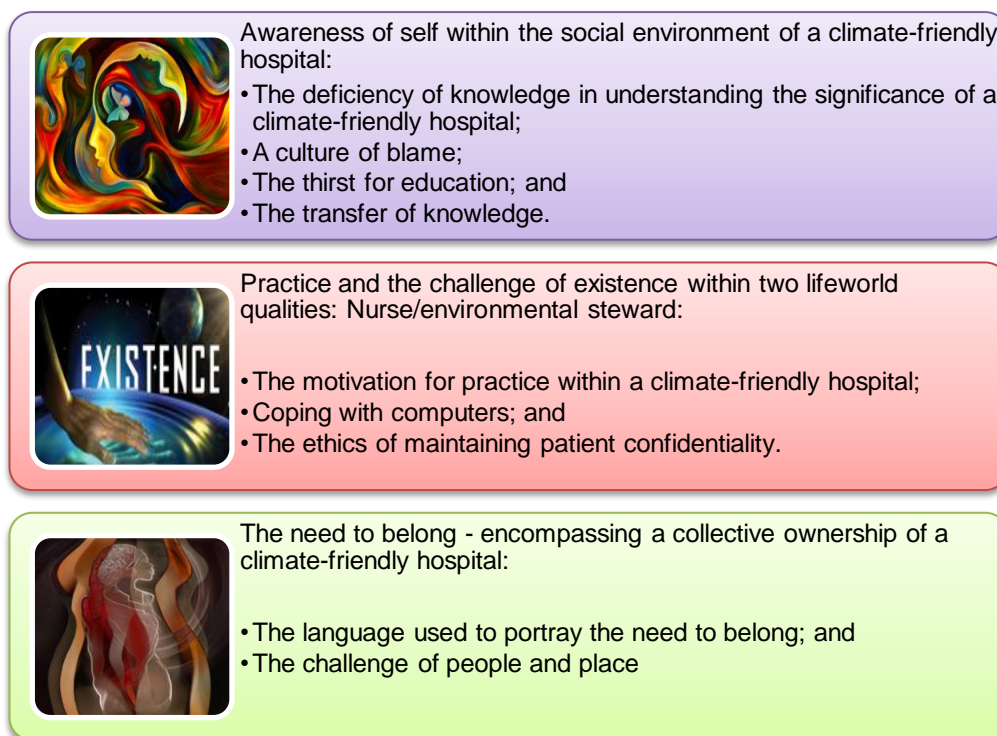 Awareness of self within the social environment of a climate-friendly
hospital:
•The deficiency of knowledge in understanding the significance of a
climate-friendly hospital;
•A culture of blame;
•The thirst for education; and
•The transfer of knowledge.
Practice and the challenge of existence within two lifeworld
qualities: Nurse/environmental steward:
EXISTENCE
•The motivation for practice within a climate-friendly hospital;
•Coping with computers; and
•The ethics of maintaining patient confidentiality.
The need to belong - encompassing a collective ownership of a
climate-friendly hospital:
•The language used to portray the need to belong; and
•The challenge of people and place